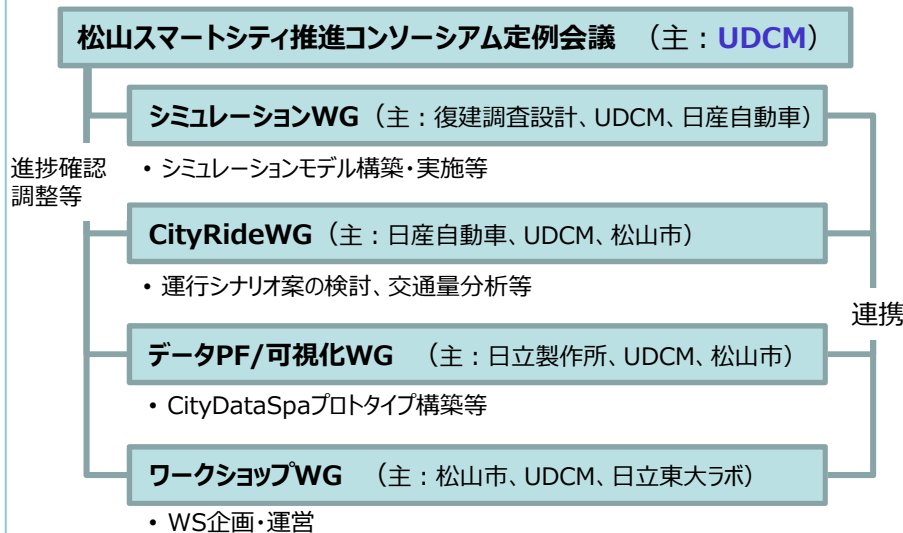 松山スマートシティ推進コンソーシアム定例会議 （主：UDCM）
シミュレーションWG（主：復建調査設計、UDCM、日産自動車）
進捗確認
調整等
• シミュレーションモデル構築・実施等
CityRideWG（主：日産自動車、UDCM、松山市）
• 運行シナリオ案の検討、交通量分析等
連携
データPF/可視化WG （主：日立製作所、UDCM、松山市）
• CityDataSpaプロトタイプ構築等
ワークショップWG （主：松山市、UDCM、日立東大ラボ）
• WS企画・運営